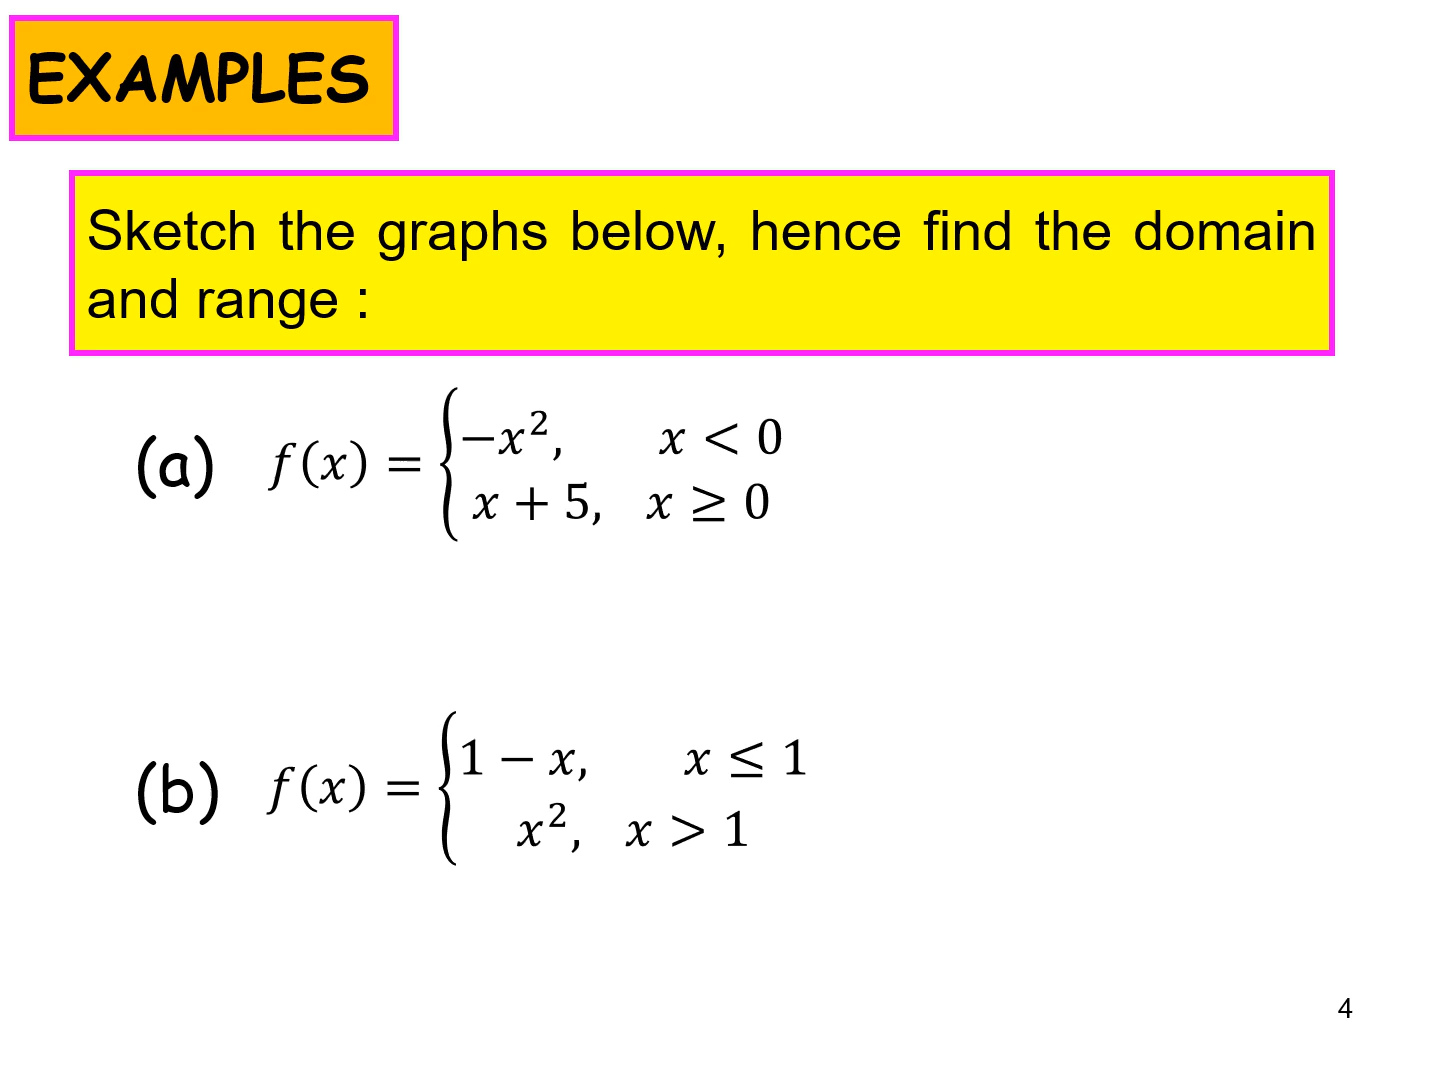 EXAMPLES
Sketch the graphs below, hence find the domain
and range :
(a) f(x) = {−x², x < 0
x + 5, x ≥ 0
(b) f(x) = {1 − x, x ≤ 1
x², x > 1
4